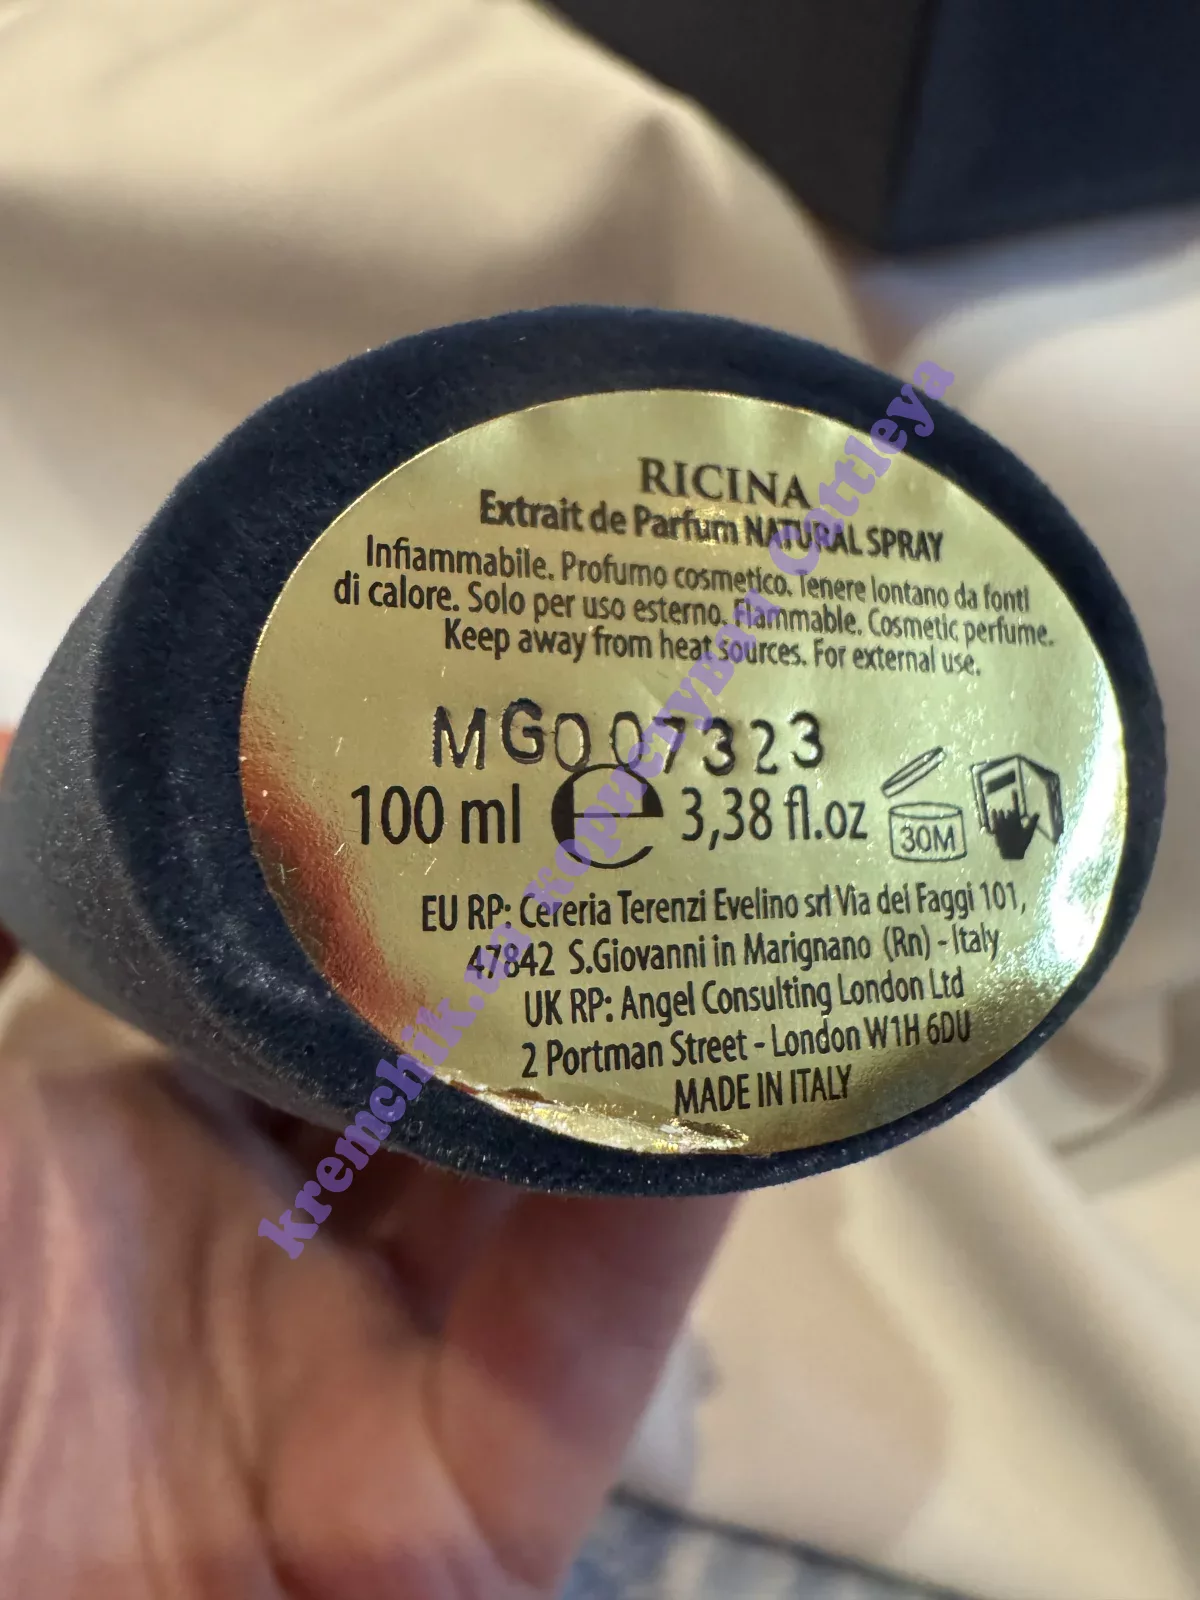 RICINA
Extrait de Parfum NATURAL SPRAY
Infiammabile. Profumo cosmetico. Tenere lontano da fonti
di calore. Solo per uso esterno. Flammable. Cosmetic perfume.
Keep away from heat sources. For external use.
MG007323
100 ml e 3,38 fl.oz 30M
EU RP: Cereria Terenzi Evelino srl Via dei Faggi 101,
47842 S.Giovanni in Marignano (Rn) - Italy
UK RP: Angel Consulting London Ltd
2 Portman Street - London W1H 6DU
MADE IN ITALY
kremchik.ua користувач Cattleya